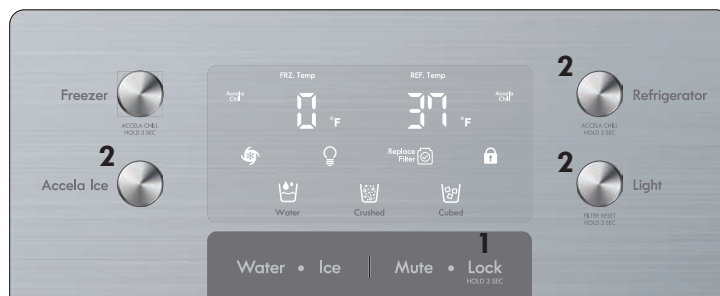 FRZ. Temp
REF. Temp
Accela
Chill
0 °F
37 °F
Accela
Chill
Freezer
ACCELA CHILL
HOLD 3 SEC
2
Refrigerator
ACCELA CHILL
HOLD 3 SEC
Replace
Filter
2
Accela Ice
2
Light
FILTER RESET
HOLD 3 SEC
Water
Crushed
Cubed
1
Water • Ice | Mute • Lock
HOLD 3 SEC